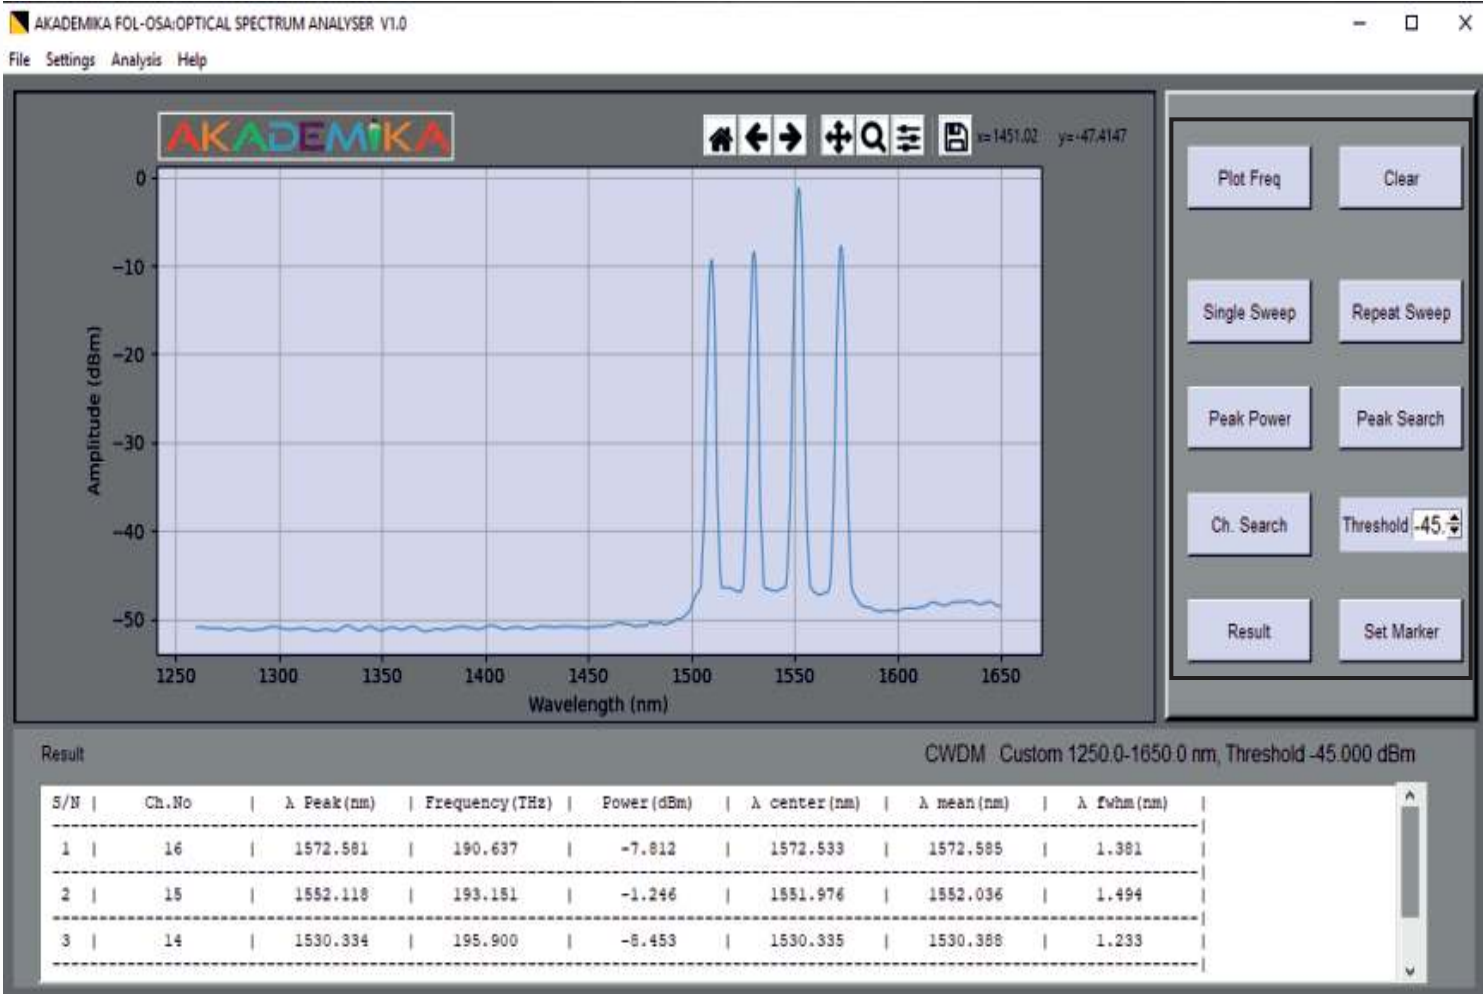 AKADEMIKA FOL-OSA:OPTICAL SPECTRUM ANALYSER V1.0
File Settings Analysis Help
AKADEMIKA
x=1451.02 y=-47.4147
0
−10
−20
−30
−40
−50
Amplitude (dBm)
1250 1300 1350 1400 1450 1500 1550 1600 1650
Wavelength (nm)
Plot Freq Clear
Single Sweep Repeat Sweep
Peak Power Peak Search
Ch. Search Threshold -45.
Result Set Marker
Result CWDM Custom 1250.0-1650.0 nm, Threshold -45.000 dBm
S/N | Ch.No | λ Peak(nm) | Frequency(THz) | Power(dBm) | λ center(nm) | λ mean(nm) | λ fwhm(nm) |
1 | 16 | 1572.581 | 190.637 | -7.812 | 1572.533 | 1572.585 | 1.381 |
2 | 15 | 1552.118 | 193.151 | -1.246 | 1551.976 | 1552.036 | 1.494 |
3 | 14 | 1530.334 | 195.900 | -8.453 | 1530.335 | 1530.388 | 1.233 |